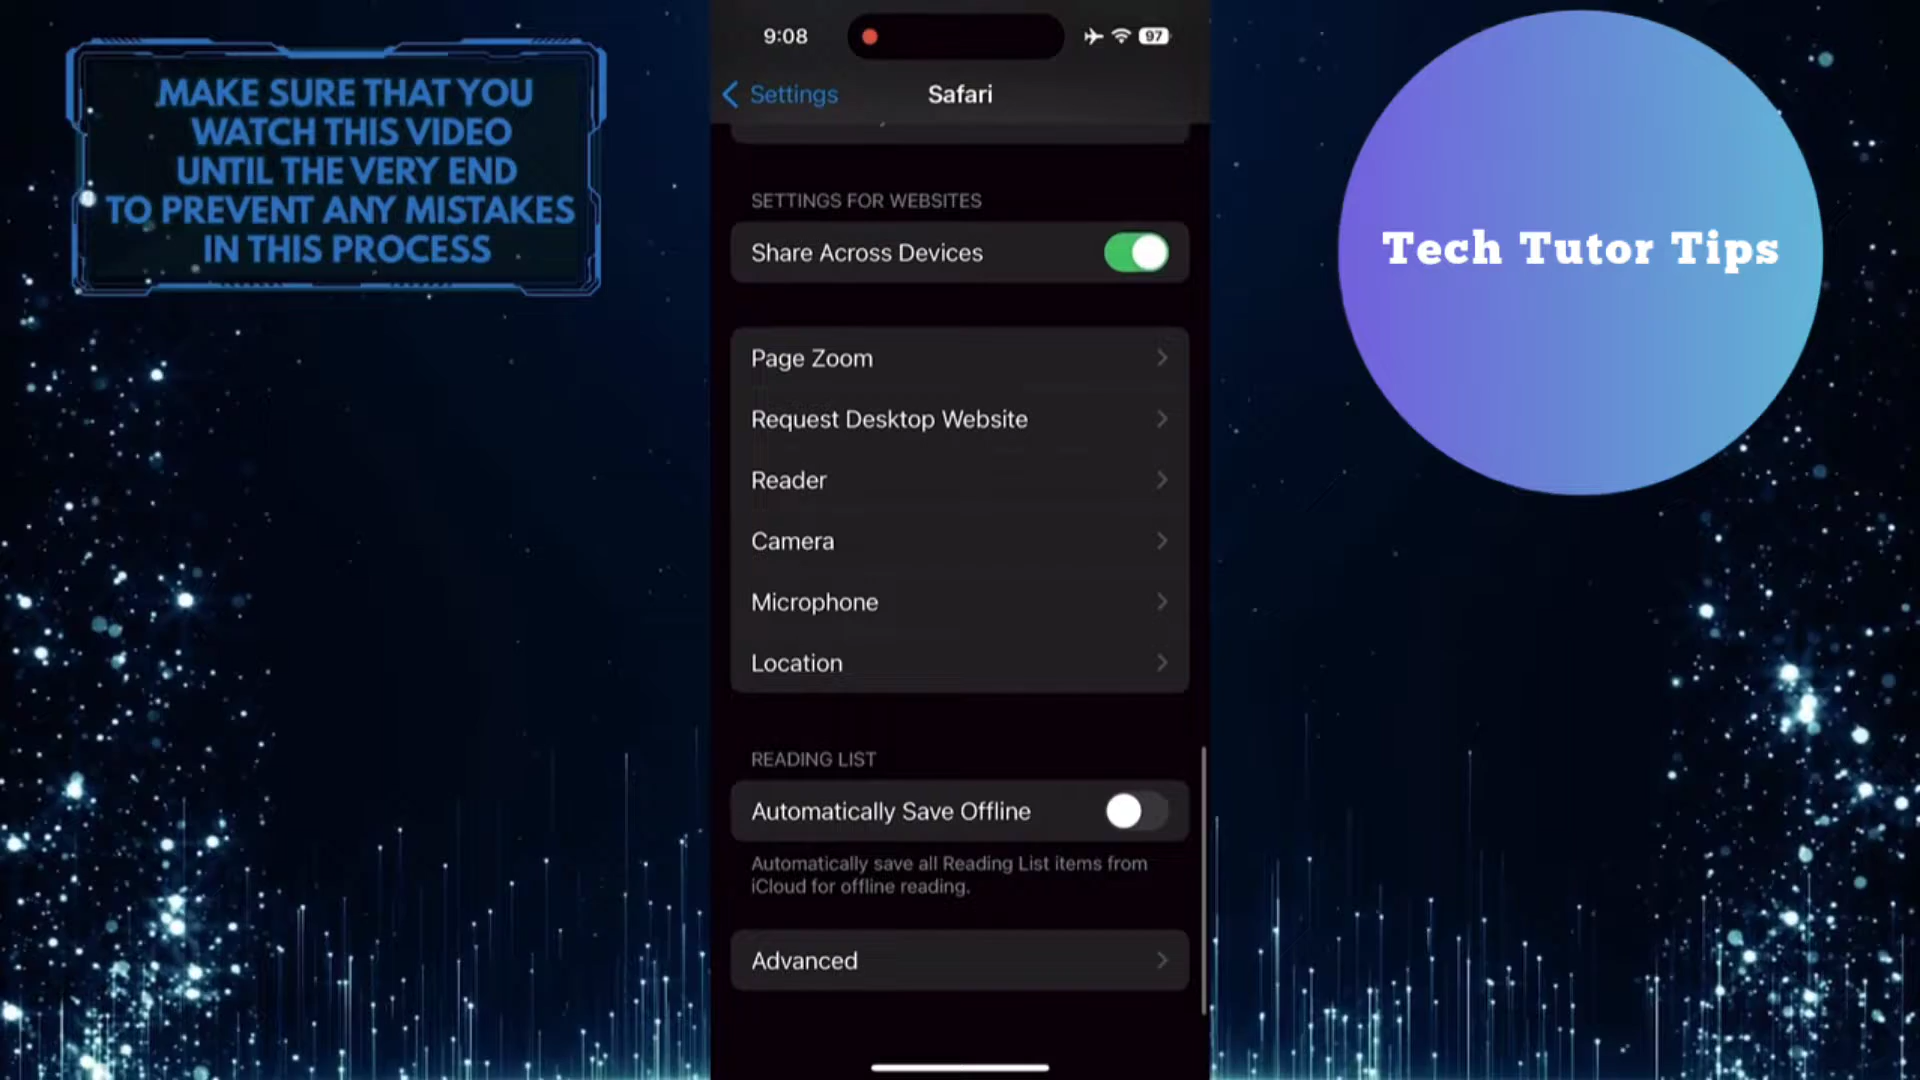 MAKE SURE THAT YOU
WATCH THIS VIDEO
UNTIL THE VERY END
TO PREVENT ANY MISTAKES
IN THIS PROCESS
9:08
97
Settings
Safari
SETTINGS FOR WEBSITES
Share Across Devices
Page Zoom
Request Desktop Website
Reader
Camera
Microphone
Location
READING LIST
Automatically Save Offline
Automatically save all Reading List items from
iCloud for offline reading.
Advanced
Tech Tutor Tips